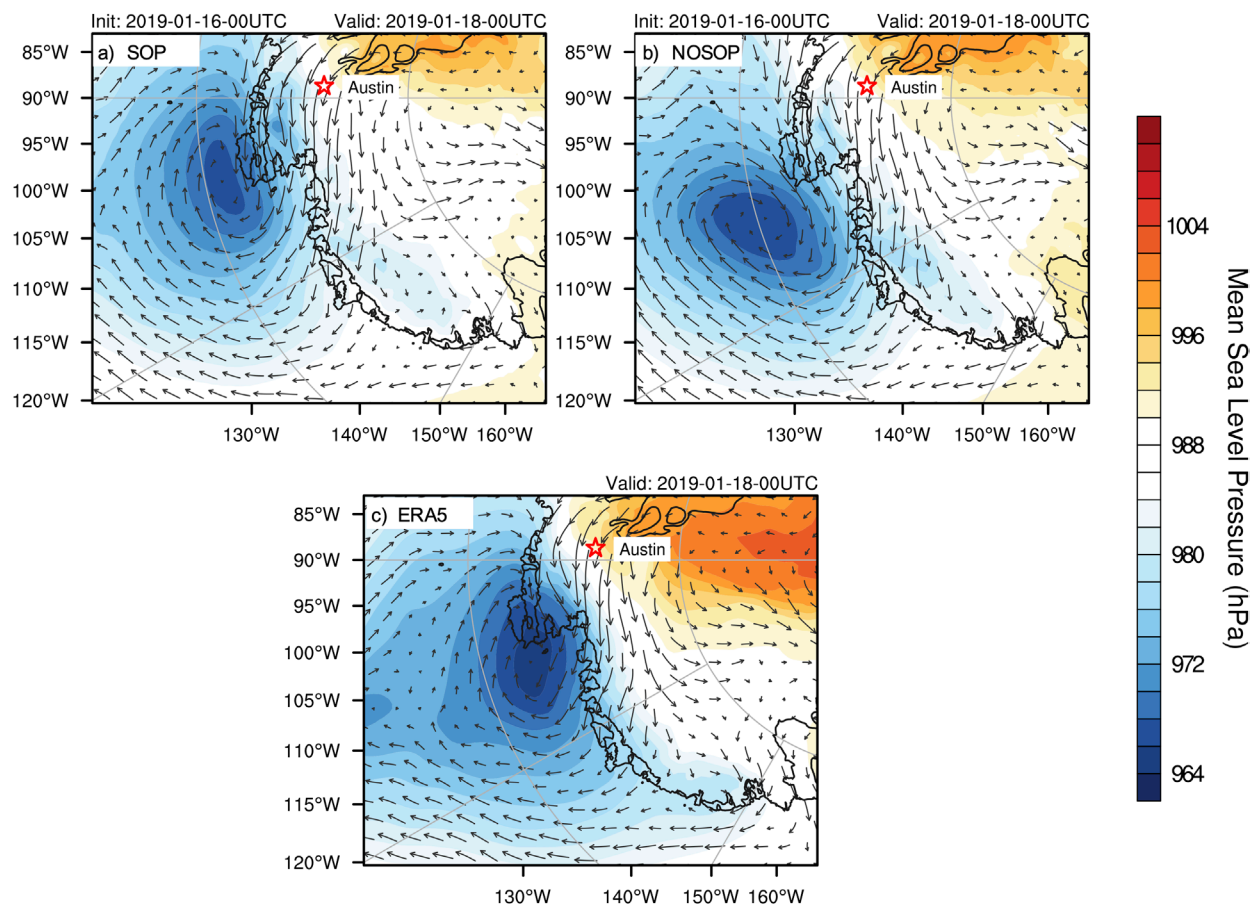 Init: 2019-01-16-00UTC Valid: 2019-01-18-00UTC
a) SOP
Austin
85°W
90°W
95°W
100°W
105°W
110°W
115°W
120°W
130°W 140°W 150°W 160°W
Init: 2019-01-16-00UTC Valid: 2019-01-18-00UTC
b) NOSOP
Austin
85°W
90°W
95°W
100°W
105°W
110°W
115°W
120°W
130°W 140°W 150°W 160°W
Valid: 2019-01-18-00UTC
c) ERA5
Austin
85°W
90°W
95°W
100°W
105°W
110°W
115°W
120°W
130°W 140°W 150°W 160°W
1004
996
988
980
972
964
Mean Sea Level Pressure (hPa)